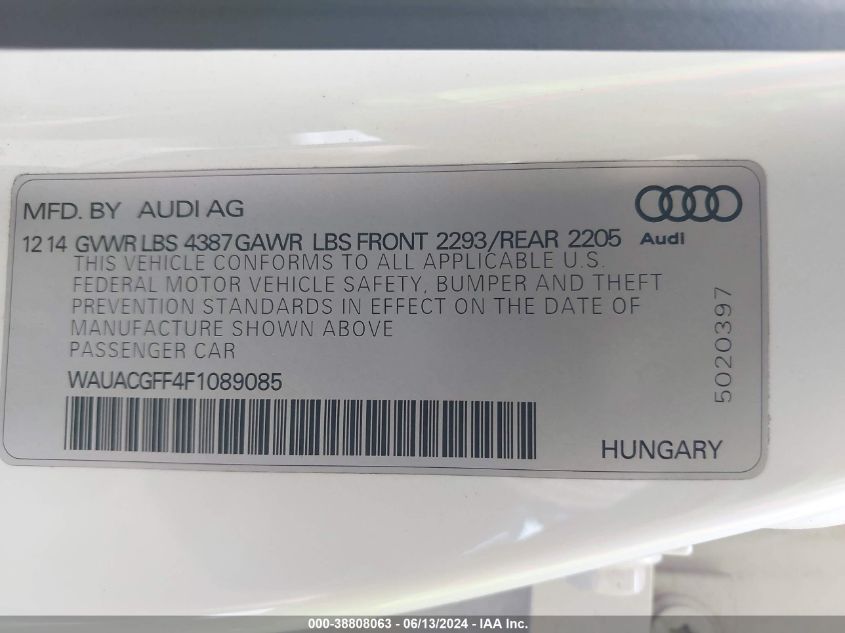 MFD. BY AUDI AG
12 14 GVWR LBS 4387 GAWR LBS FRONT 2293/REAR 2205
Audi
THIS VEHICLE CONFORMS TO ALL APPLICABLE U.S.
FEDERAL MOTOR VEHICLE SAFETY, BUMPER AND THEFT
PREVENTION STANDARDS IN EFFECT ON THE DATE OF
MANUFACTURE SHOWN ABOVE
PASSENGER CAR
WAUACGFF4F1089085
5020397
HUNGARY
000-38808063 - 06/13/2024 - IAA Inc.